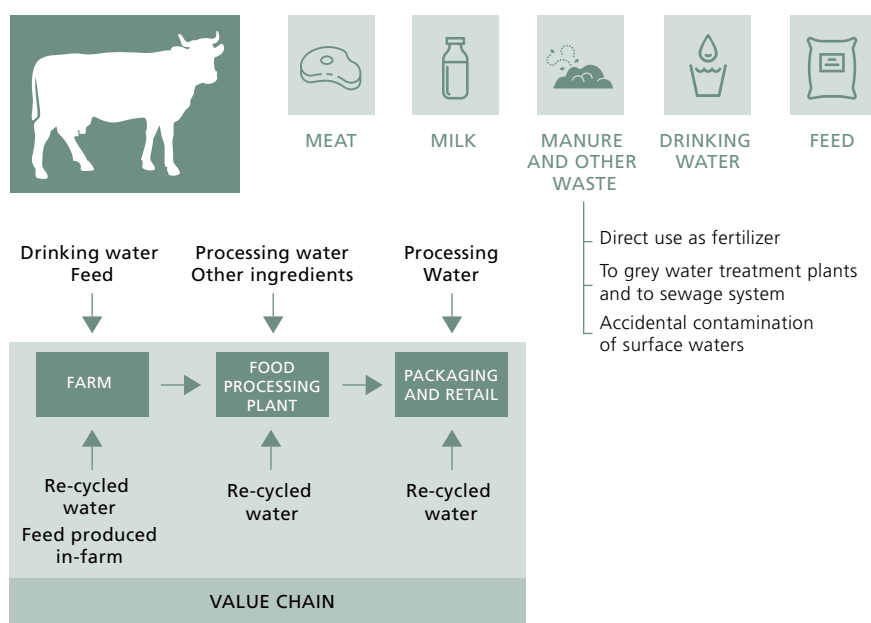 MEAT
MILK
MANURE
AND OTHER
WASTE
DRINKING
WATER
FEED
Direct use as fertilizer
To grey water treatment plants
and to sewage system
Accidental contamination
of surface waters
Drinking water
Feed
Processing water
Other ingredients
Processing
Water
FARM
FOOD
PROCESSING
PLANT
PACKAGING
AND RETAIL
Re-cycled
water
Feed produced
in-farm
Re-cycled
water
Re-cycled
water
VALUE CHAIN